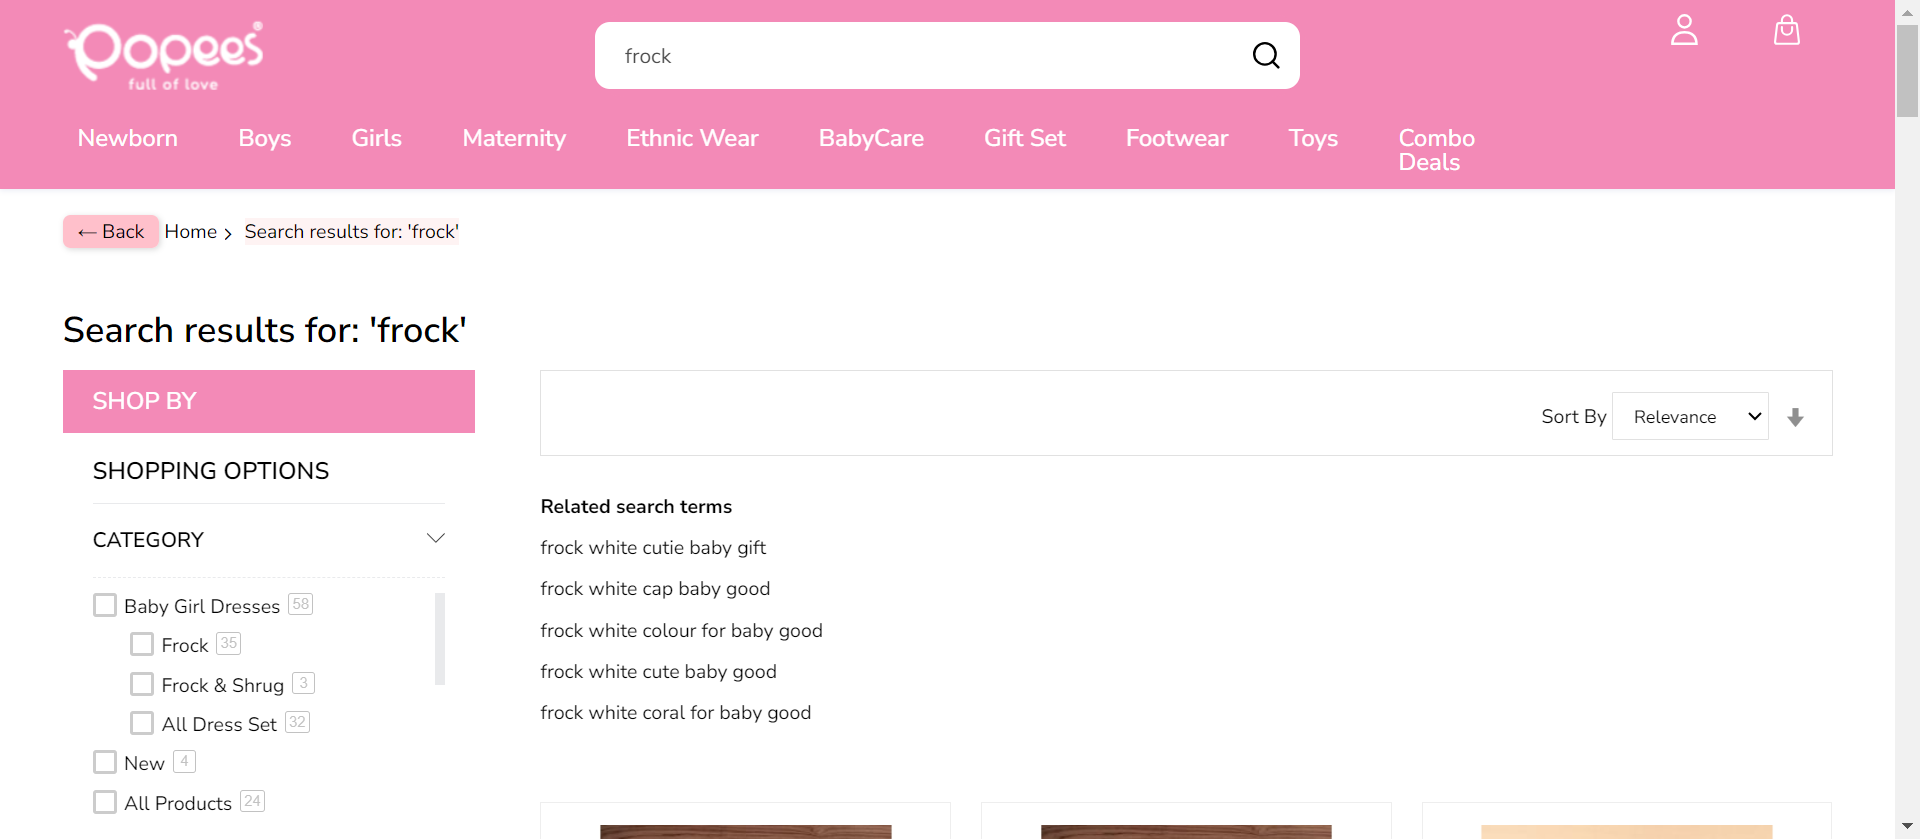 Popees
full of love
frock
Newborn
Boys
Girls
Maternity
Ethnic Wear
BabyCare
Gift Set
Footwear
Toys
Combo
Deals
← Back
Home
Search results for: 'frock'
Search results for: 'frock'
SHOP BY
SHOPPING OPTIONS
CATEGORY
Baby Girl Dresses 58
Frock 35
Frock & Shrug 3
All Dress Set 32
New 4
All Products 24
Sort By Relevance
Related search terms
frock white cutie baby gift
frock white cap baby good
frock white colour for baby good
frock white cute baby good
frock white coral for baby good